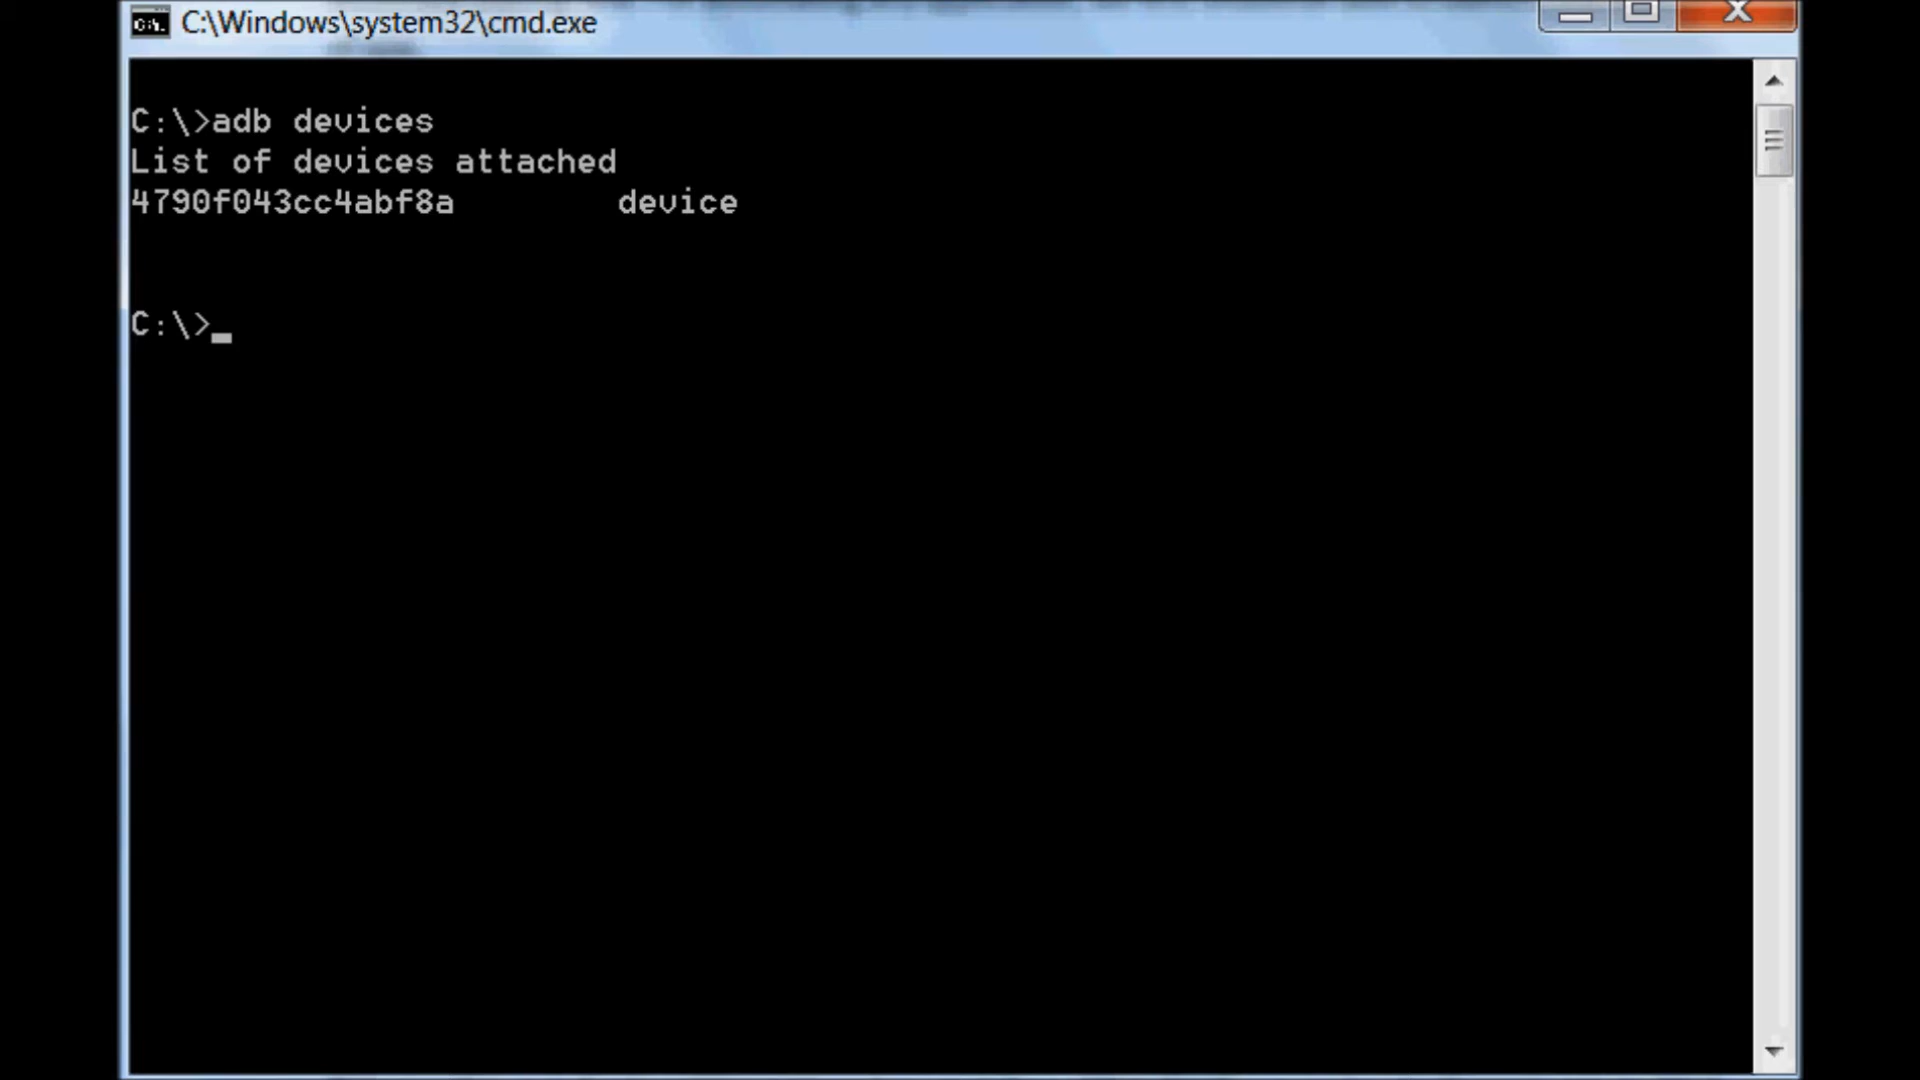 C:\Windows\system32\cmd.exe
C:\>adb devices
List of devices attached
4790f043cc4abf8a        device
C:\>_